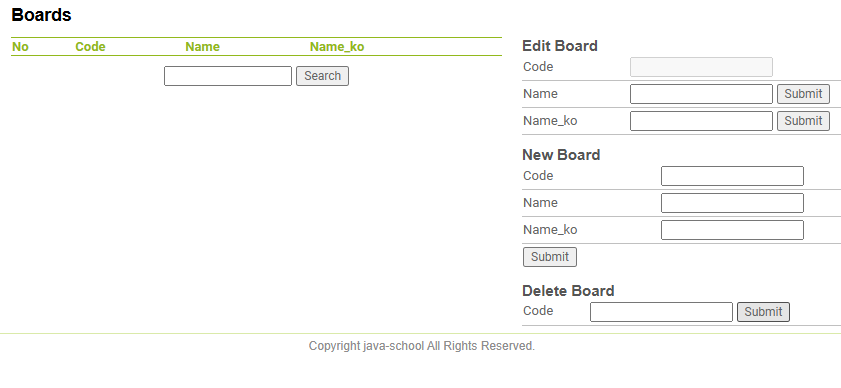 Boards
No Code Name Name_ko
Search
Edit Board
Code
Name Submit
Name_ko Submit
New Board
Code
Name
Name_ko
Submit
Delete Board
Code Submit
Copyright java-school All Rights Reserved.